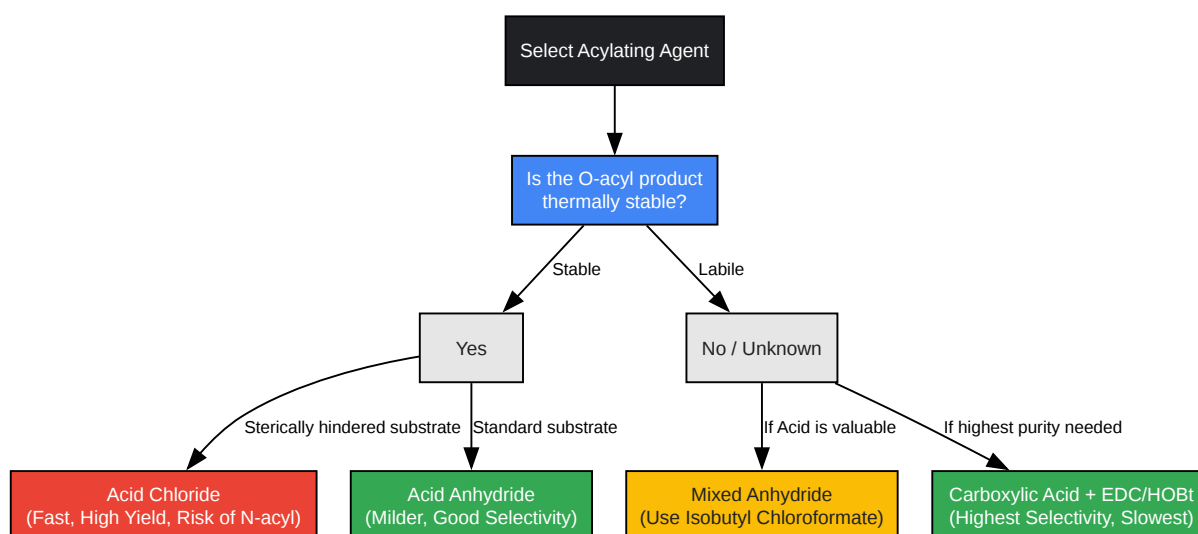 Select Acylating Agent
Is the O-acyl product
thermally stable?
Stable
Labile
Yes
No / Unknown
Sterically hindered substrate
Standard substrate
If Acid is valuable
If highest purity needed
Acid Chloride
(Fast, High Yield, Risk of N-acyl)
Acid Anhydride
(Milder, Good Selectivity)
Mixed Anhydride
(Use Isobutyl Chloroformate)
Carboxylic Acid + EDC/HOBt
(Highest Selectivity, Slowest)